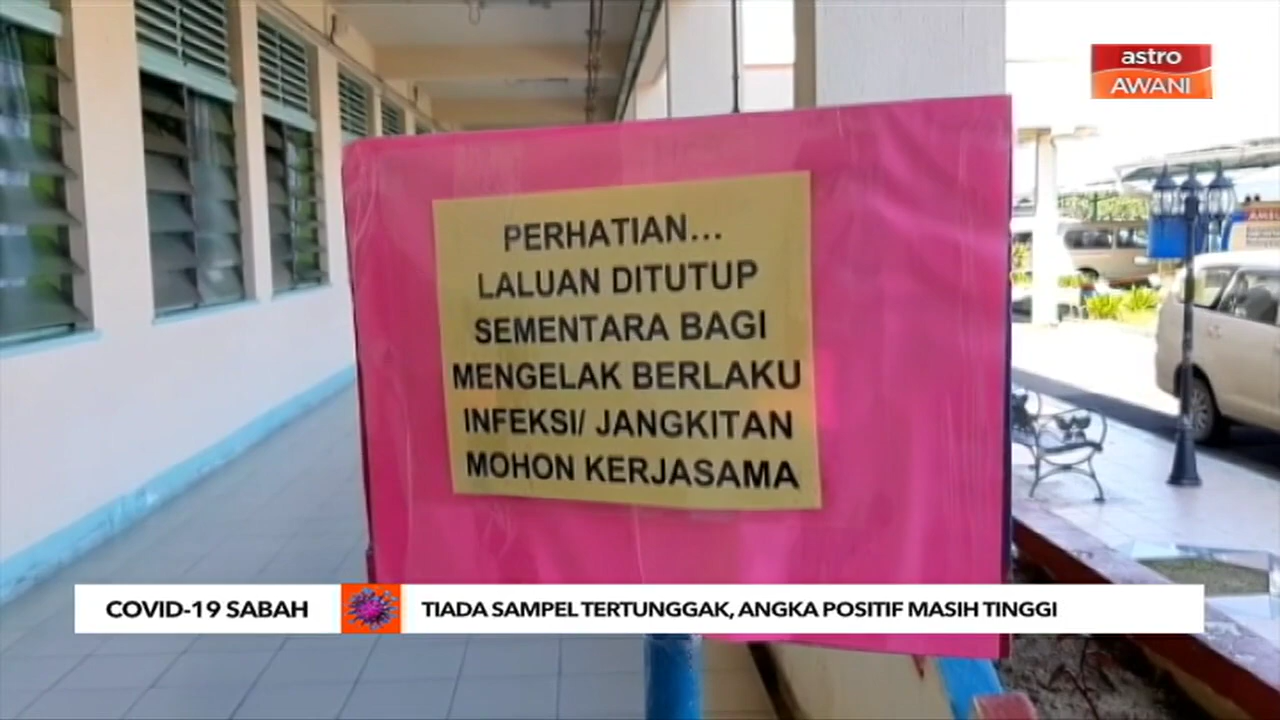 astro
AWANI
PERHATIAN...
LALUAN DITUTUP
SEMENTARA BAGI
MENGELAK BERLAKU
INFEKSI/ JANGKITAN
MOHON KERJASAMA
COVID-19 SABAH
TIADA SAMPEL TERTUNGGAK, ANGKA POSITIF MASIH TINGGI